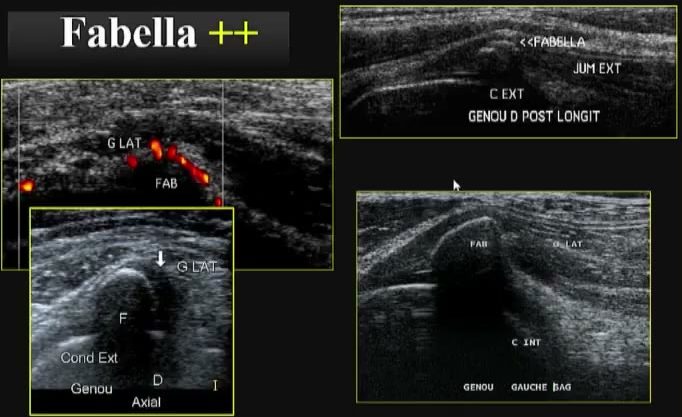 Fabella ++
<<FABELLA
JUM EXT
C EXT
GENOU D POST LONGIT
G LAT
FAB
G LAT
F
Cond Ext
D
I
Genou
Axial
FAB
G LAT
C INT
GENOU GAUCHE SAG